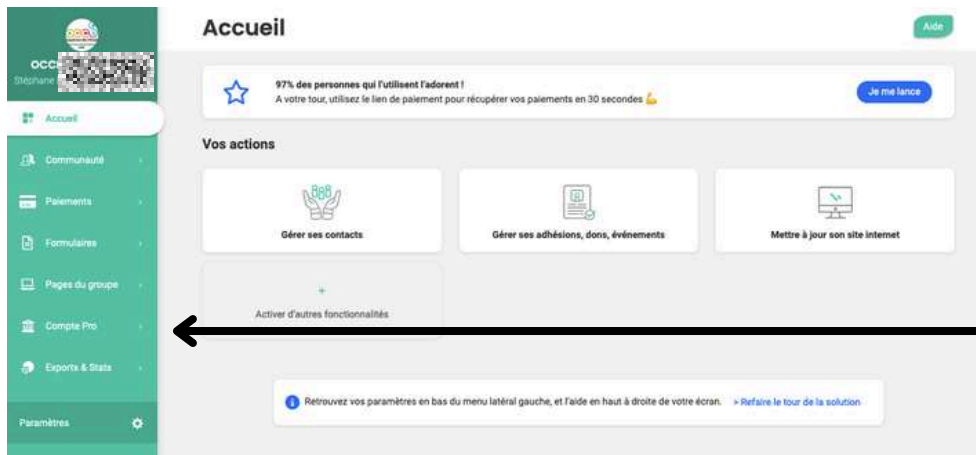 Accueil
Aide
OCC
Stéphane
97% des personnes qui l'utilisent l'adorent !
A votre tour, utilisez le lien de paiement pour récupérer vos paiements en 30 secondes 💪
Je me lance
Accueil
Communauté
Paiements
Formulaires
Pages du groupe
Compte Pro
Exports & Stats
Paramètres
Vos actions
Gérer ses contacts
Gérer ses adhésions, dons, événements
Mettre à jour son site internet
+
Activer d'autres fonctionnalités
Retrouvez vos paramètres en bas du menu latéral gauche, et l'aide en haut à droite de votre écran. > Refaire le tour de la solution